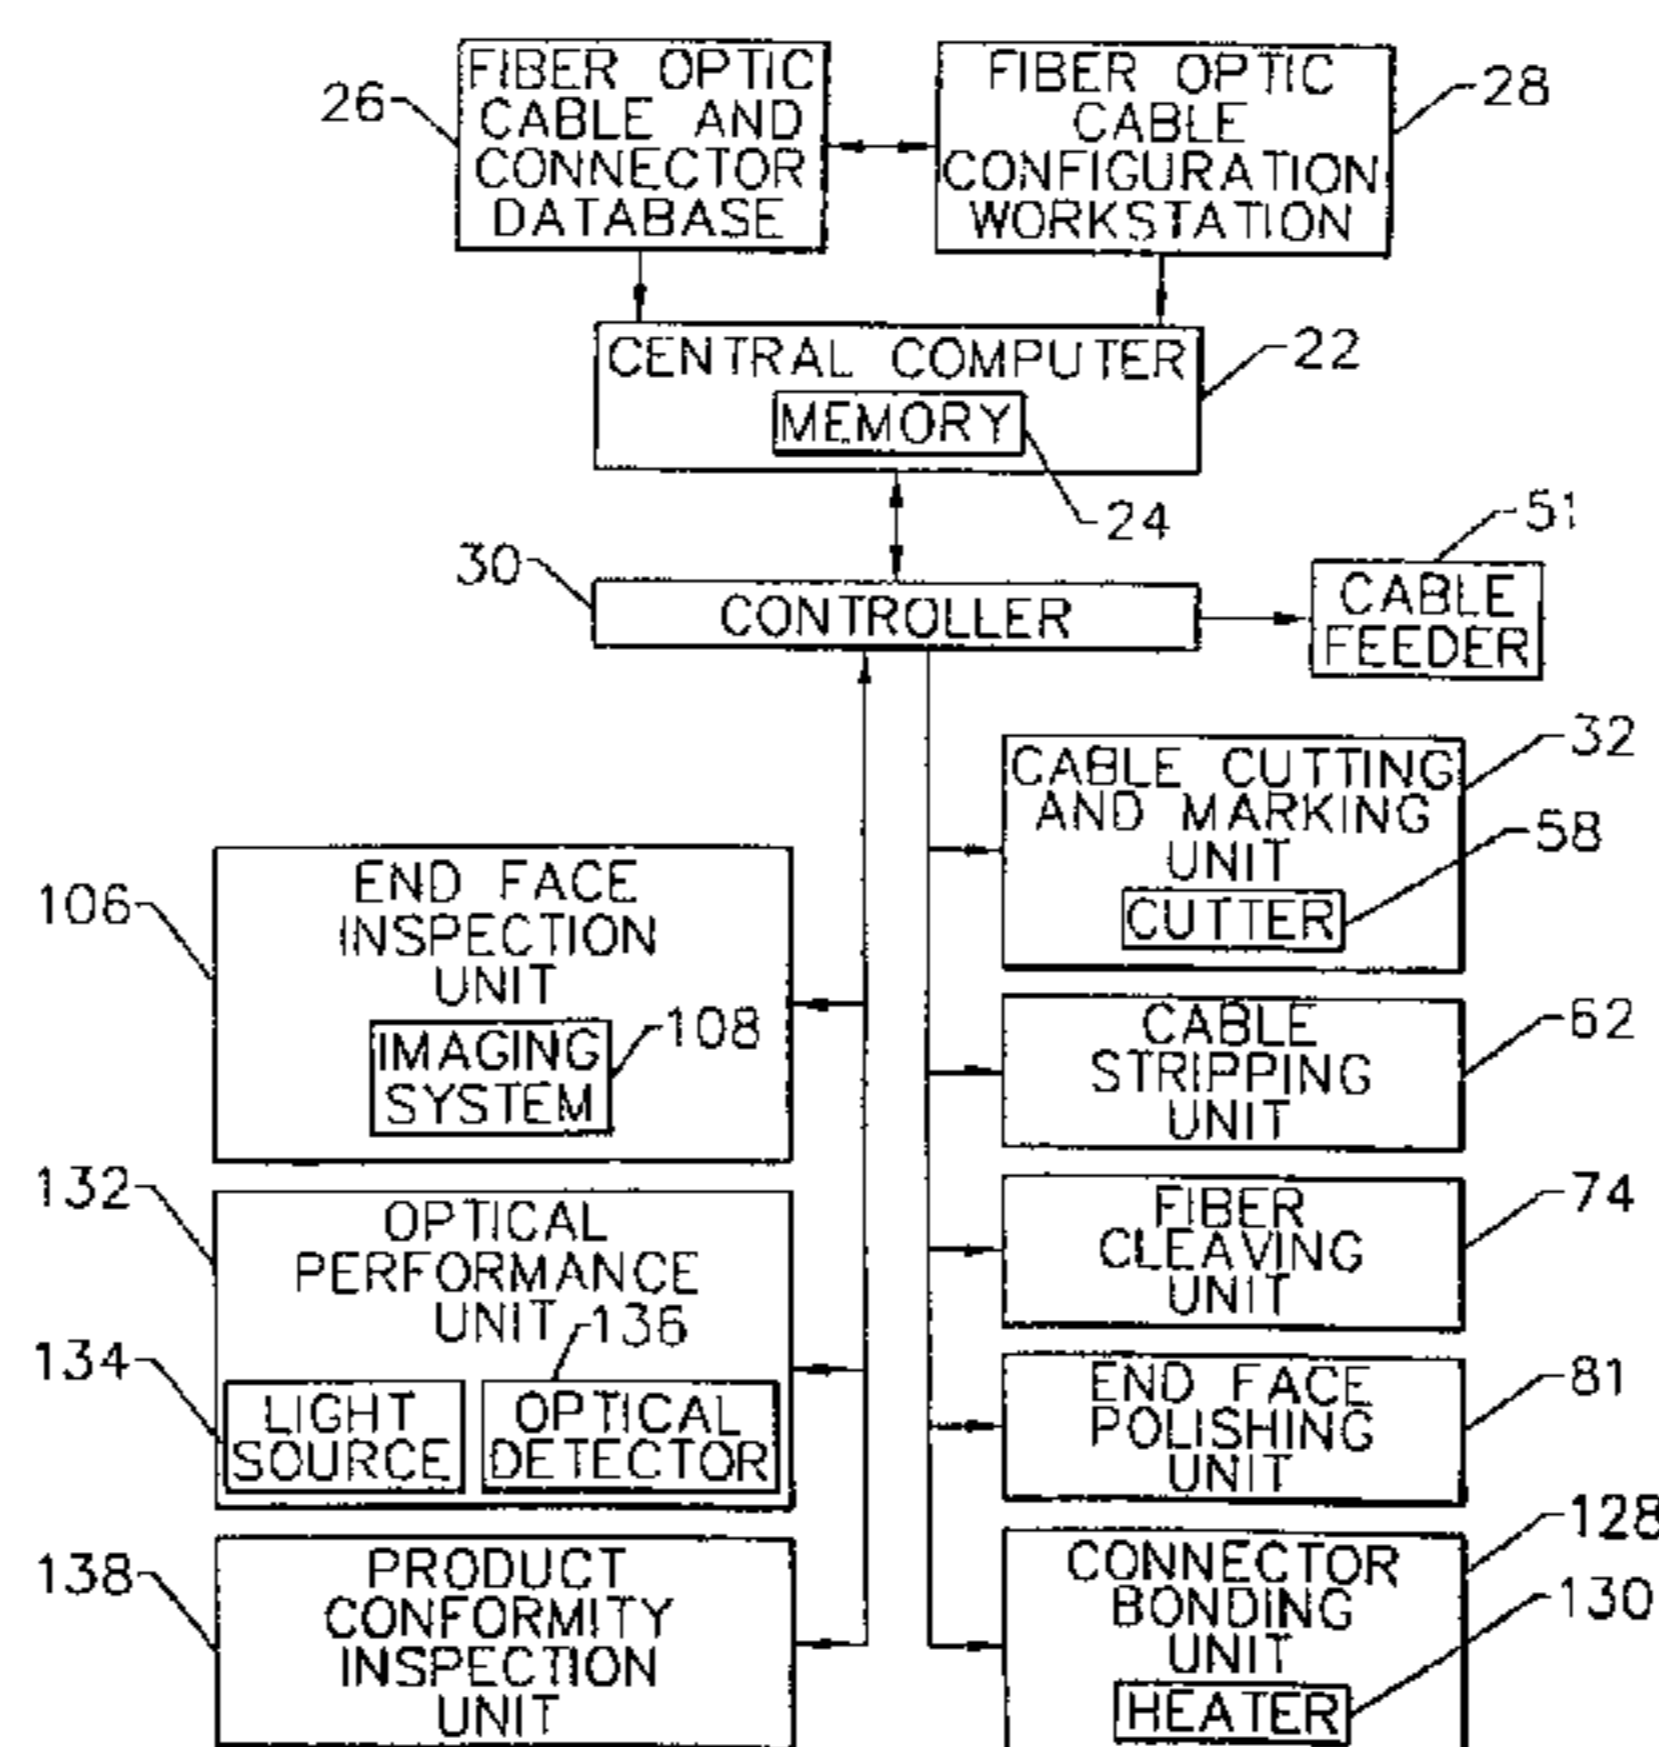 26
FIBER OPTIC
CABLE AND
CONNECTOR
DATABASE
FIBER OPTIC
CABLE
CONFIGURATION
WORKSTATION
28
CENTRAL COMPUTER
MEMORY
22
24
30
CONTROLLER
51
CABLE
FEEDER
32
CABLE CUTTING
AND MARKING
UNIT
58
CUTTER
106
END FACE
INSPECTION
UNIT
IMAGING
SYSTEM
108
CABLE
STRIPPING
UNIT
62
132
OPTICAL
PERFORMANCE
UNIT
136
134
LIGHT
SOURCE
OPTICAL
DETECTOR
FIBER
CLEAVING
UNIT
74
END FACE
POLISHING
UNIT
81
138
PRODUCT
CONFORMITY
INSPECTION
UNIT
CONNECTOR
BONDING
UNIT
128
HEATER
130